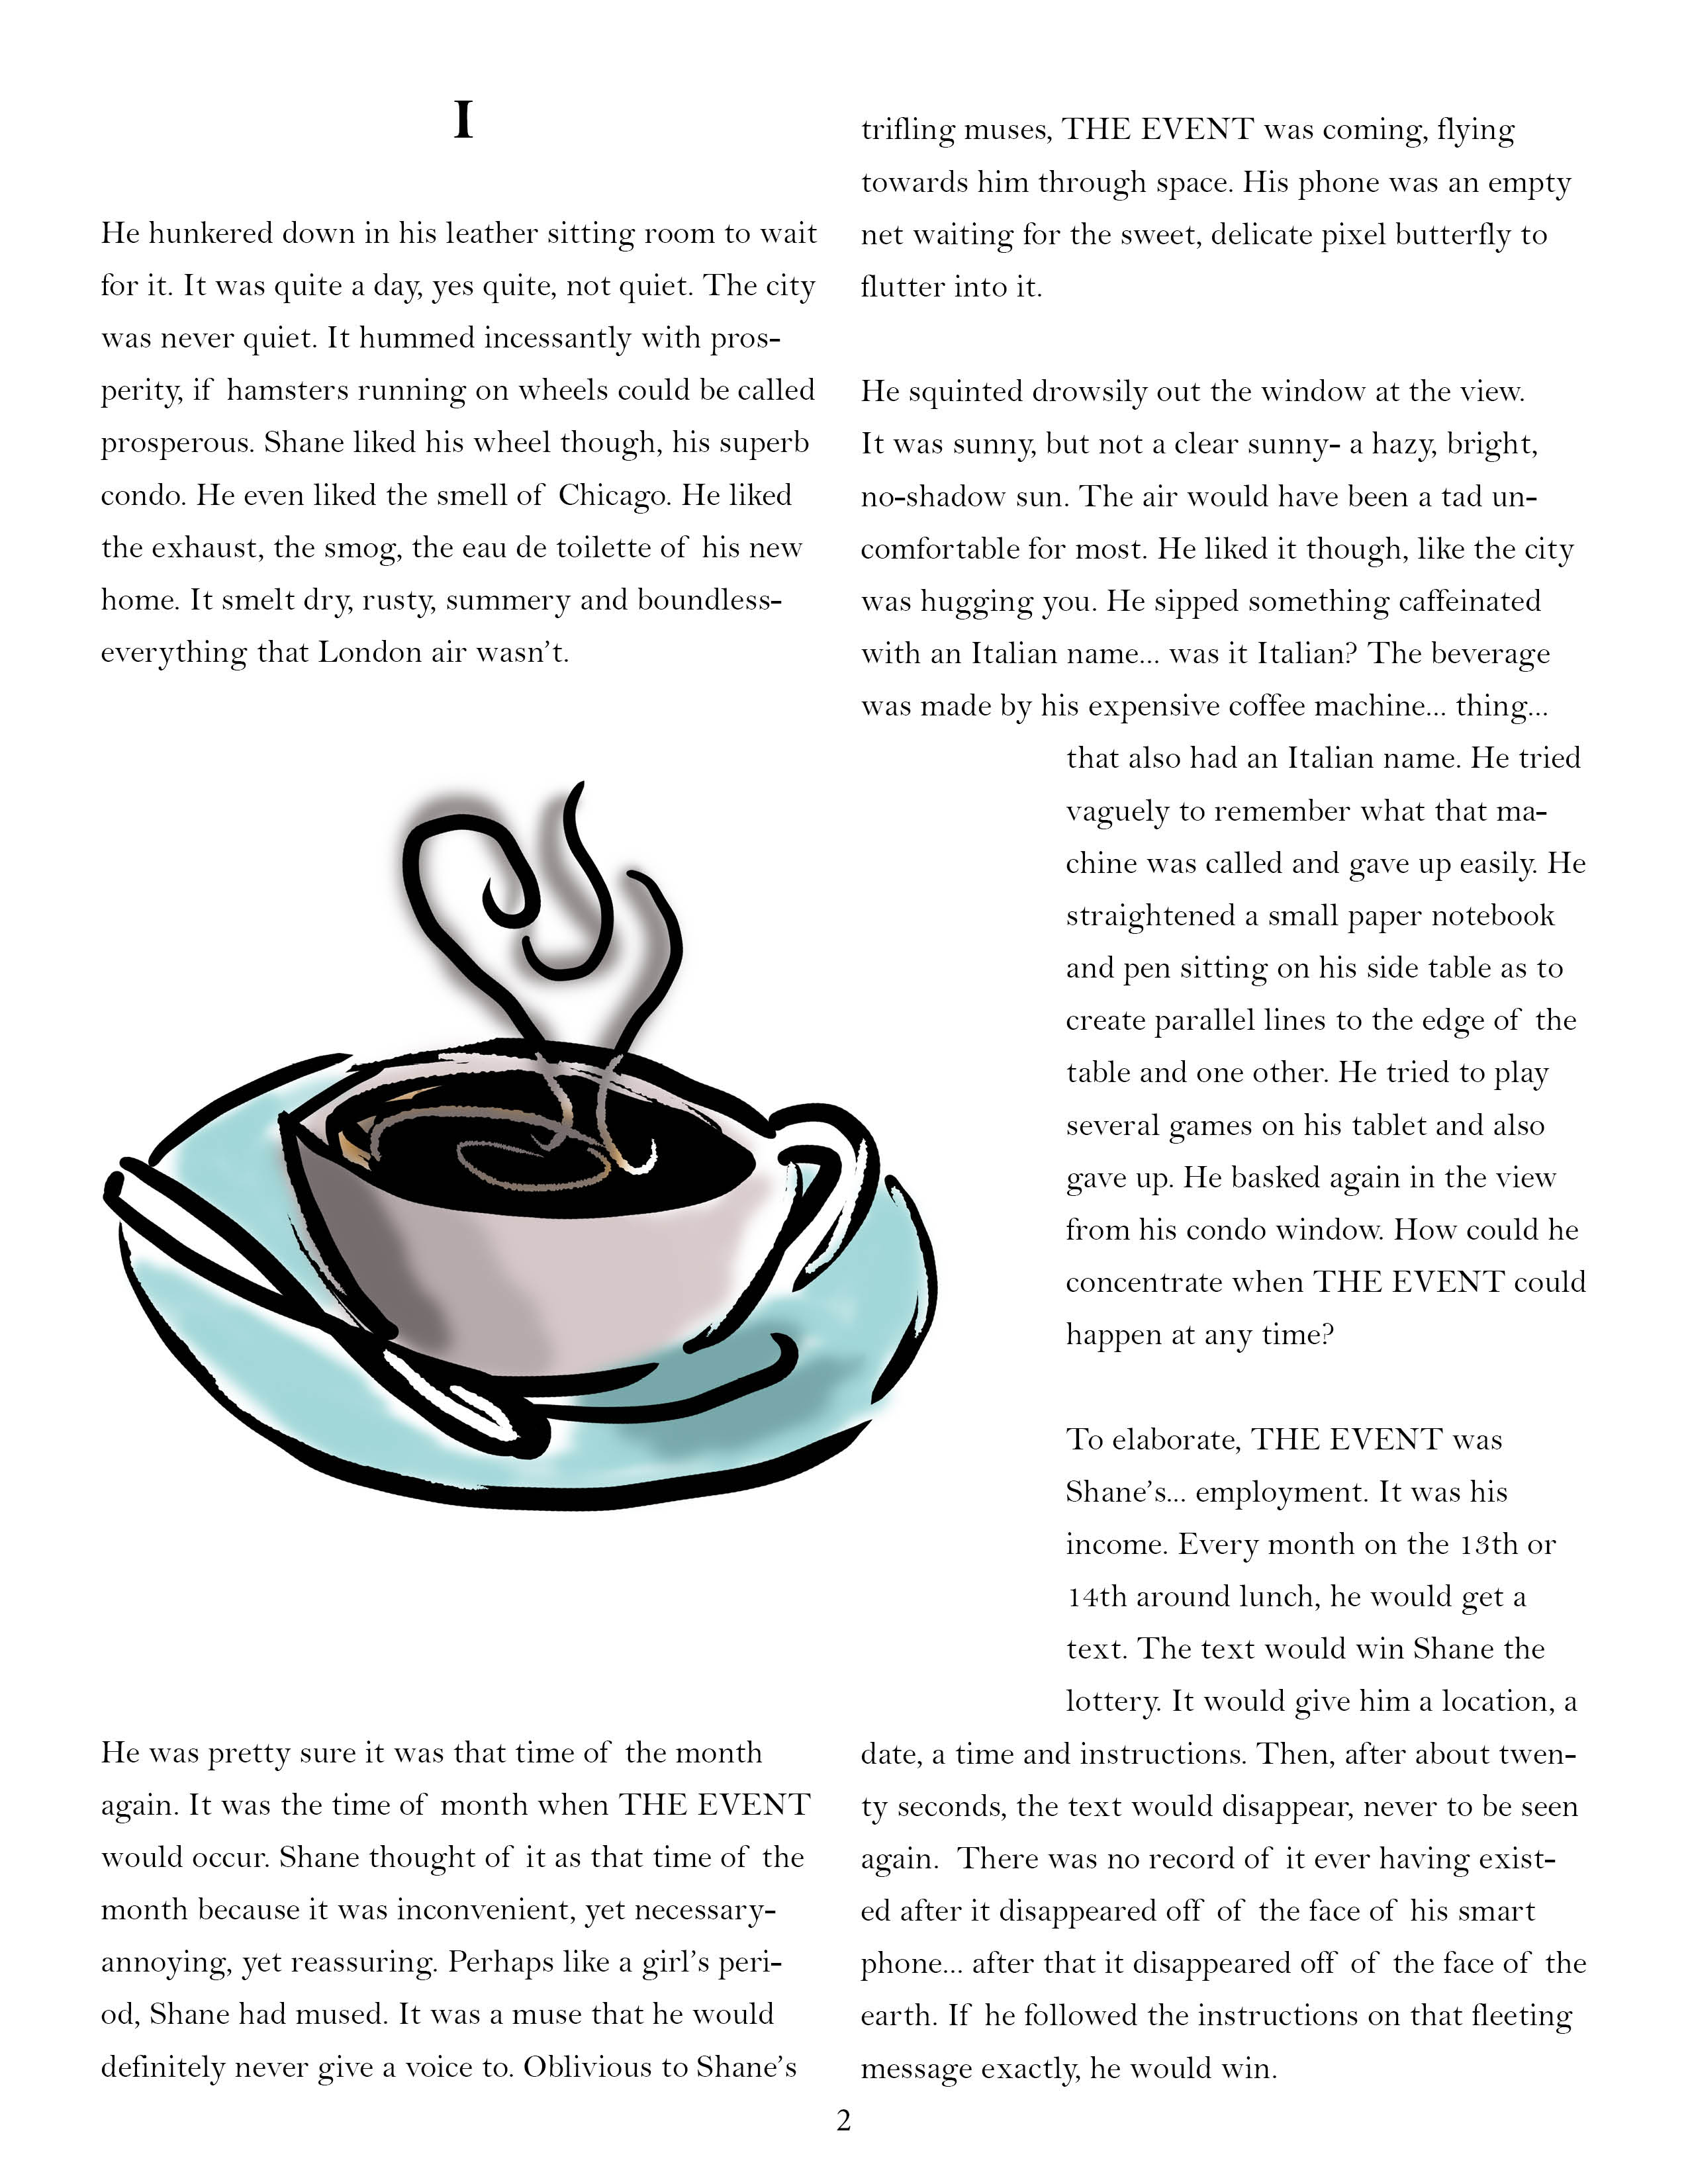 I
He hunkered down in his leather sitting room to wait
for it. It was quite a day, yes quite, not quiet. The city
was never quiet. It hummed incessantly with pros-
perity, if hamsters running on wheels could be called
prosperous. Shane liked his wheel though, his superb
condo. He even liked the smell of Chicago. He liked
the exhaust, the smog, the eau de toilette of his new
home. It smelt dry, rusty, summery and boundless-
everything that London air wasn’t.
He was pretty sure it was that time of the month
again. It was the time of month when THE EVENT
would occur. Shane thought of it as that time of the
month because it was inconvenient, yet necessary-
annoying, yet reassuring. Perhaps like a girl’s peri-
od, Shane had mused. It was a muse that he would
definitely never give a voice to. Oblivious to Shane’s
trifling muses, THE EVENT was coming, flying
towards him through space. His phone was an empty
net waiting for the sweet, delicate pixel butterfly to
flutter into it.
He squinted drowsily out the window at the view.
It was sunny, but not a clear sunny- a hazy, bright,
no-shadow sun. The air would have been a tad un-
comfortable for most. He liked it though, like the city
was hugging you. He sipped something caffeinated
with an Italian name... was it Italian? The beverage
was made by his expensive coffee machine... thing...
that also had an Italian name. He tried
vaguely to remember what that ma-
chine was called and gave up easily. He
straightened a small paper notebook
and pen sitting on his side table as to
create parallel lines to the edge of the
table and one other. He tried to play
several games on his tablet and also
gave up. He basked again in the view
from his condo window. How could he
concentrate when THE EVENT could
happen at any time?
To elaborate, THE EVENT was
Shane’s... employment. It was his
income. Every month on the 13th or
14th around lunch, he would get a
text. The text would win Shane the
lottery. It would give him a location, a
date, a time and instructions. Then, after about twen-
ty seconds, the text would disappear, never to be seen
again. There was no record of it ever having exist-
ed after it disappeared off of the face of his smart
phone... after that it disappeared off of the face of the
earth. If he followed the instructions on that fleeting
message exactly, he would win.
2